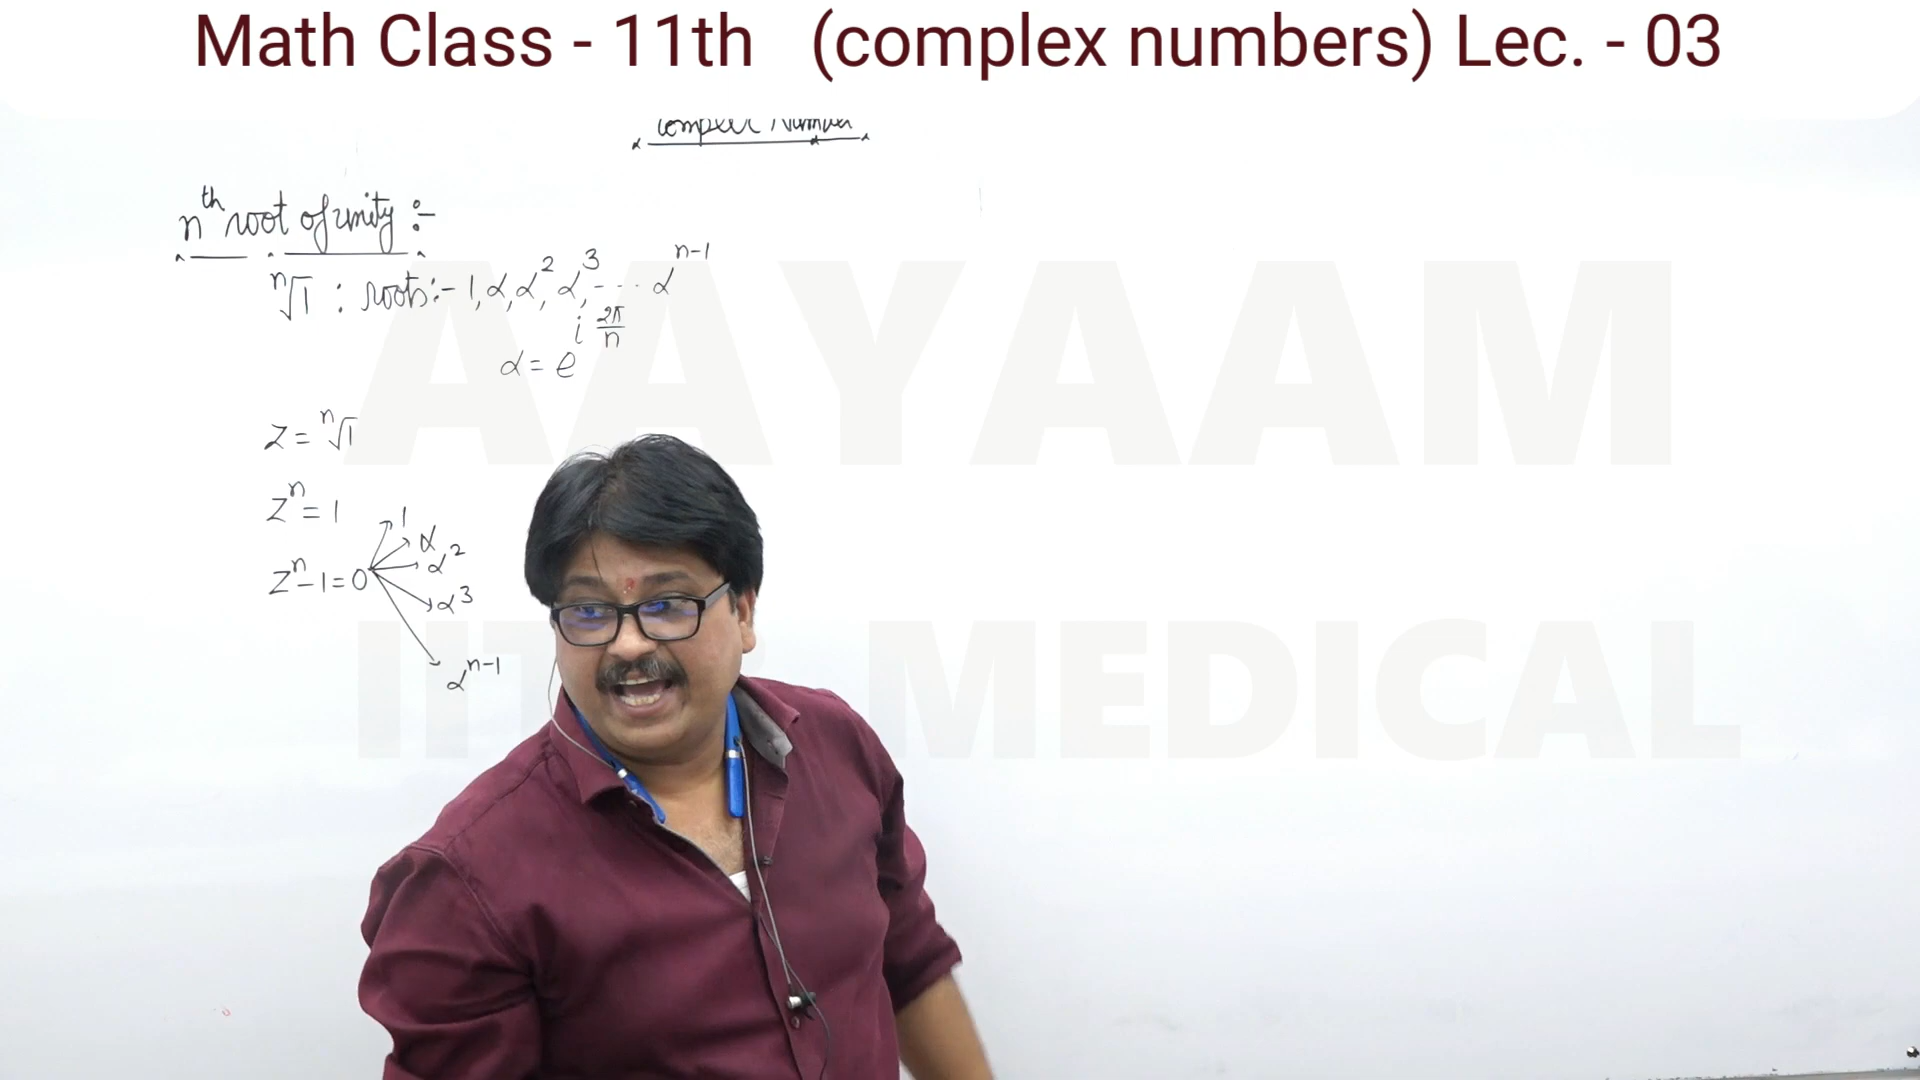 Math Class - 11th (complex numbers) Lec. - 03
Complex Number
nth root of unity :-
ⁿ√1 : roots:- 1, α, α², α³, ---- αⁿ⁻¹
α = e^(i 2π/n)
z = ⁿ√1
zⁿ = 1
zⁿ - 1 = 0
1
α
α²
α³
αⁿ⁻¹
AAYAAM
MEDICAL